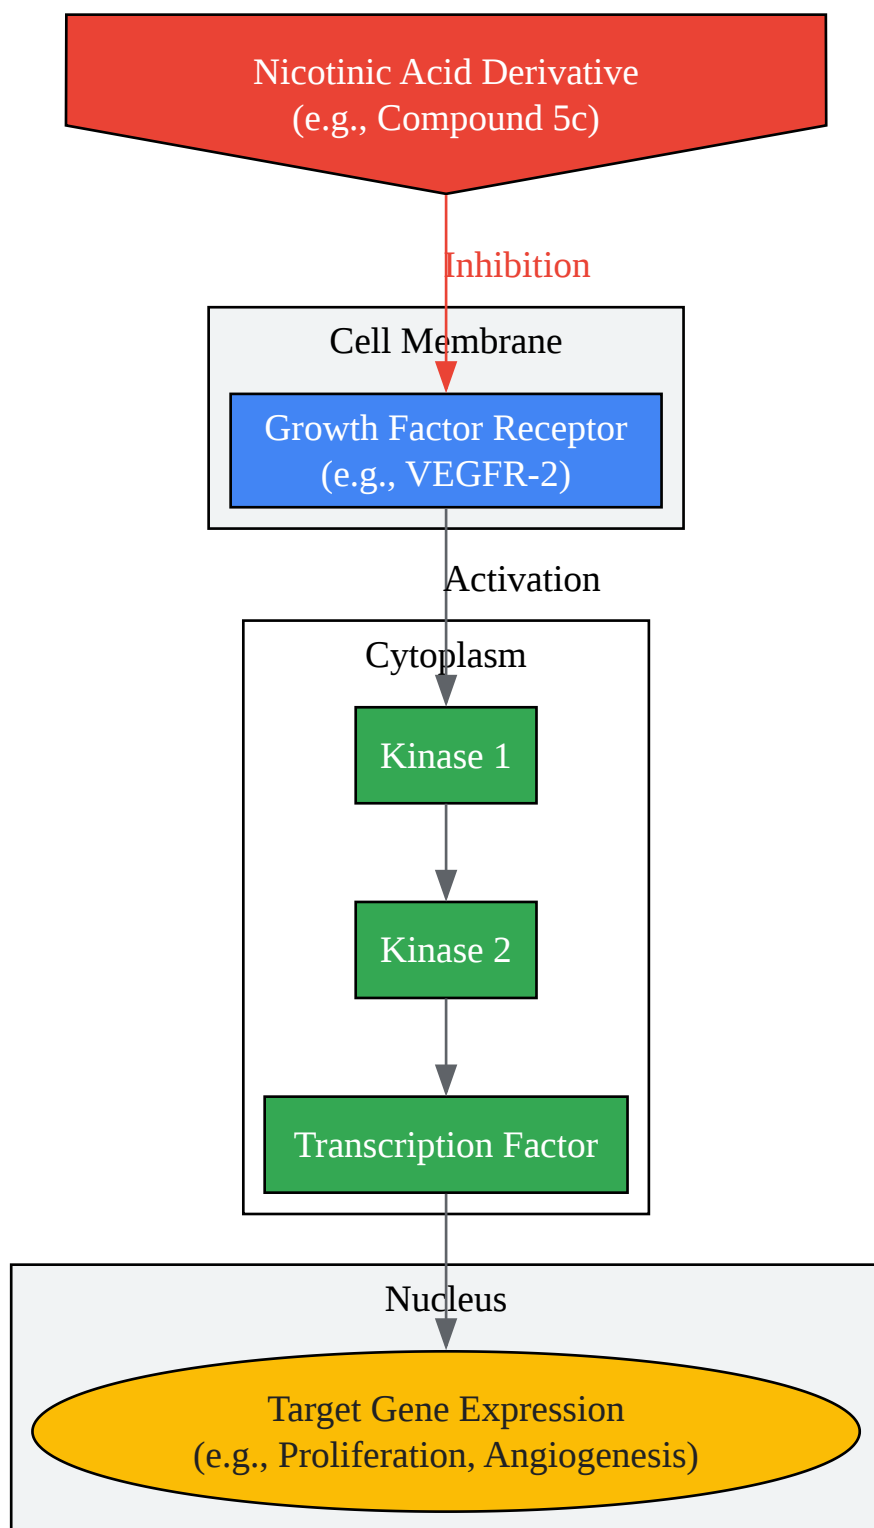 Nicotinic Acid Derivative
(e.g., Compound 5c)
Inhibition
Cell Membrane
Growth Factor Receptor
(e.g., VEGFR-2)
Activation
Cytoplasm
Kinase 1
Kinase 2
Transcription Factor
Nucleus
Target Gene Expression
(e.g., Proliferation, Angiogenesis)